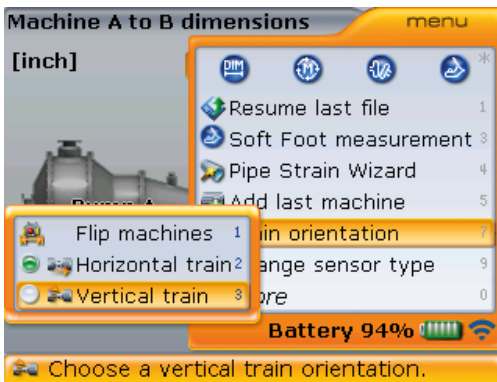 Machine A to B dimensions menu
[inch]
DIM *
Resume last file 1
Soft Foot measurement 3
Pipe Strain Wizard 4
Add last machine 5
in orientation 7
ange sensor type 9
ore 0
Flip machines 1
Horizontal train 2
Vertical train 3
Battery 94%
Choose a vertical train orientation.